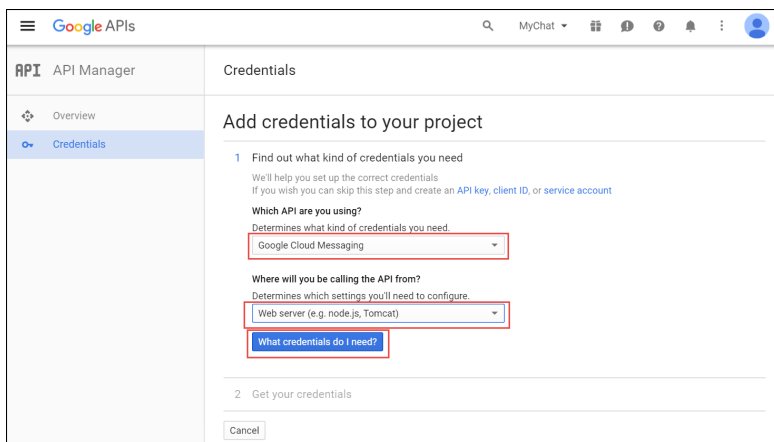 Google APIs
MyChat
API API Manager
Credentials
Overview
Credentials
Add credentials to your project
1 Find out what kind of credentials you need
We'll help you set up the correct credentials
If you wish you can skip this step and create an API key, client ID, or service account
Which API are you using?
Determines what kind of credentials you need.
Google Cloud Messaging
Where will you be calling the API from?
Determines which settings you'll need to configure.
Web server (e.g. node.js, Tomcat)
What credentials do I need?
2 Get your credentials
Cancel